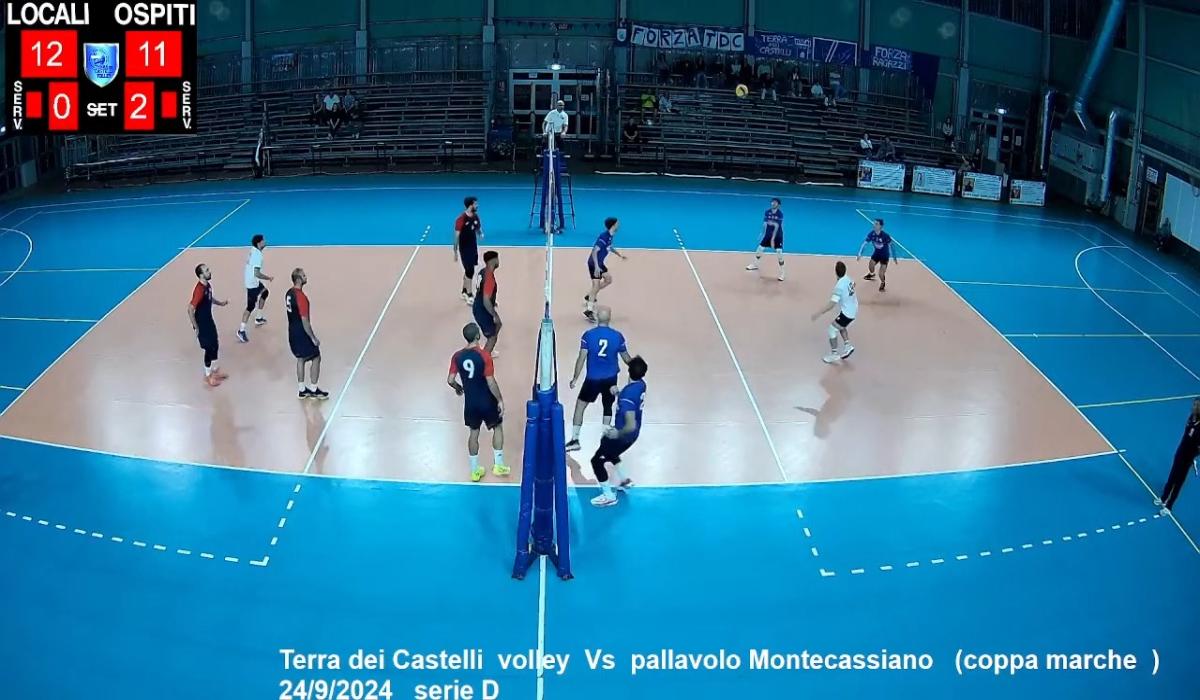 LOCALI OSPITI
12 11
SERV. 0 SET 2 SERV.
FORZA TDC
TERRA
CASTELLI
FORZA
RAGAZZI
2
9
Terra dei Castelli volley Vs pallavolo Montecassiano (coppa marche )
24/9/2024 serie D